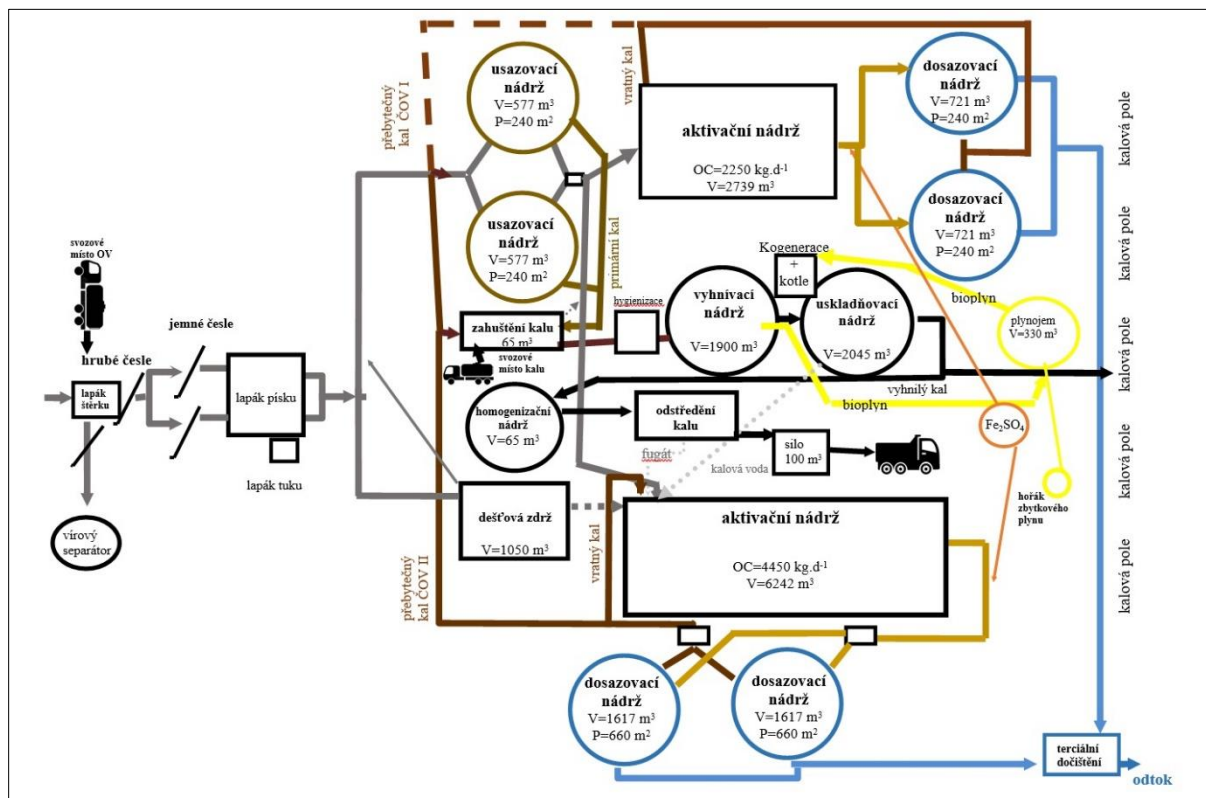 přebytečný
kal ČOV I
usazovací
nádrž
V=577 m³
P=240 m²
vratný kal
aktivační nádrž
OC=2250 kg.d⁻¹
V=2739 m³
dosazovací
nádrž
V=721 m³
P=240 m²
kalová pole
usazovací
nádrž
V=577 m³
P=240 m²
primární kal
dosazovací
nádrž
V=721 m³
P=240 m²
kalová pole
svozové
místo OV
jemné česle
hrubé česle
lapák
štěrku
lapák písku
lapák tuku
vírový
separátor
zahuštění kalu
65 m³
svozové
místo kalu
hygienizace
vyhnívací
nádrž
V=1900 m³
Kogenerace
+
kotle
uskladňovací
nádrž
V=2045 m³
bioplyn
plynojem
V=330 m³
kalová pole
kalová pole
vyhnilý kal
bioplyn
homogenizační
nádrž
V=65 m³
odstředění
kalu
silo
100 m³
fugát
kalová voda
Fe₂SO₄
hořák
zbytkového
plynu
kalová pole
dešťová zdrž
V=1050 m³
přebytečný
kal ČOV II
vratný kal
aktivační nádrž
OC=4450 kg.d⁻¹
V=6242 m³
kalová pole
dosazovací
nádrž
V=1617 m³
P=660 m²
dosazovací
nádrž
V=1617 m³
P=660 m²
terciální
dočištění
odtok